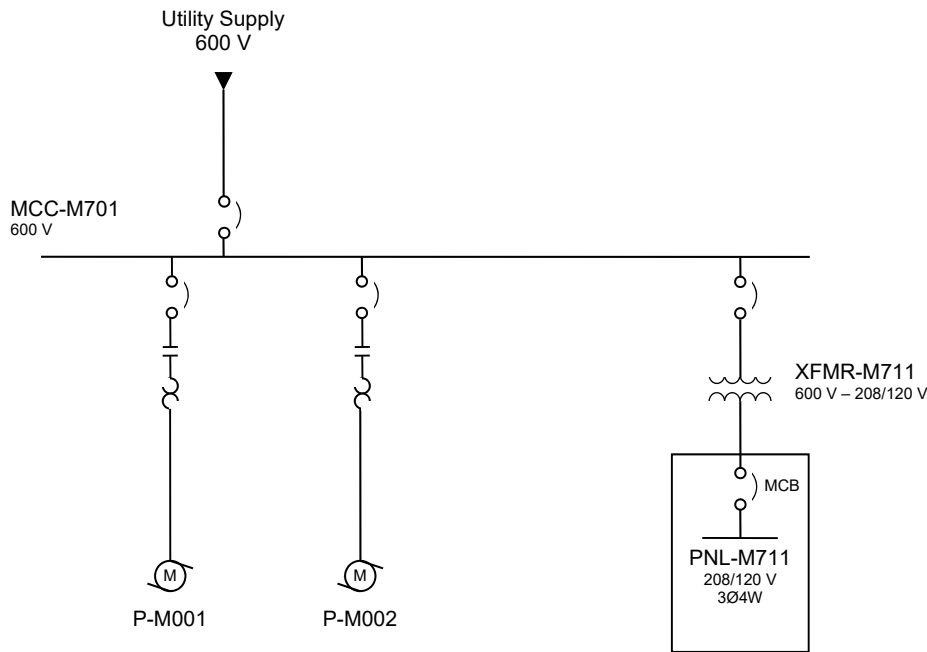 Utility Supply
600 V
MCC-M701
600 V
XFMR-M711
600 V – 208/120 V
MCB
PNL-M711
208/120 V
3Ø4W
M
M
P-M001
P-M002